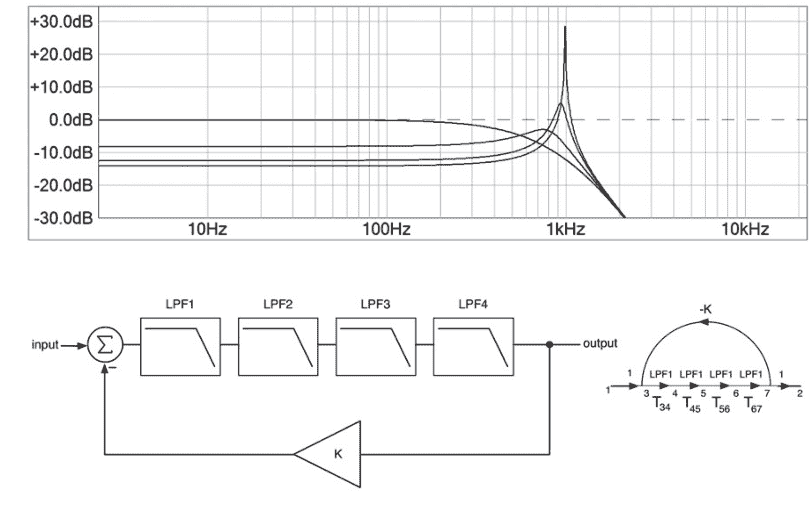 +30.0dB
+20.0dB
+10.0dB
0.0dB
-10.0dB
-20.0dB
-30.0dB
10Hz 100Hz 1kHz 10kHz
LPF1 LPF2 LPF3 LPF4
input Σ output
−
K
-K
1 LPF1 LPF1 LPF1 LPF1 1
1 3 4 5 6 7 2
T34 T45 T56 T67